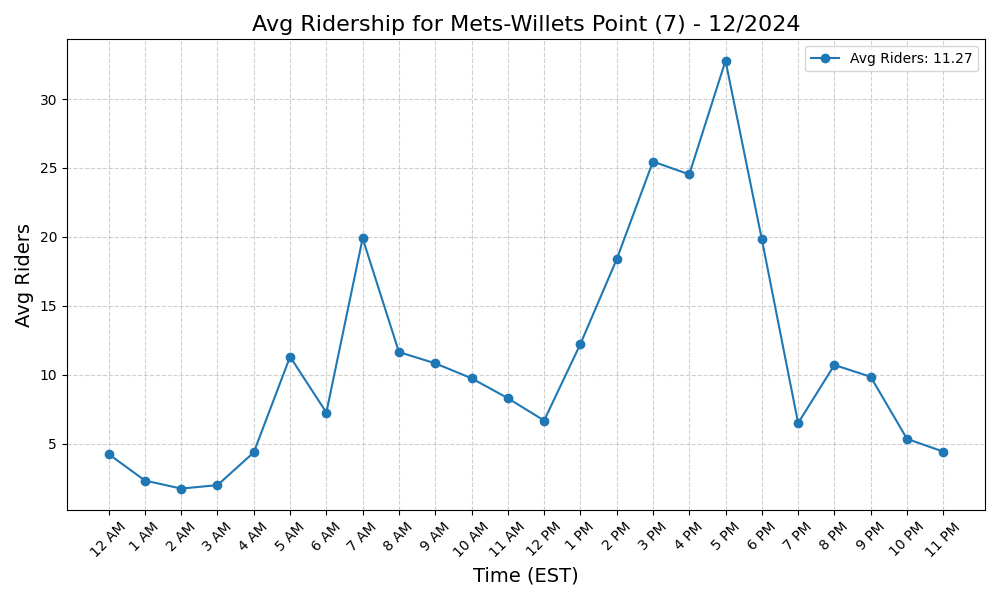 Avg Ridership for Mets-Willets Point (7) - 12/2024
Avg Riders: 11.27
Avg Riders
30
25
20
15
10
5
12 AM
1 AM
2 AM
3 AM
4 AM
5 AM
6 AM
7 AM
8 AM
9 AM
10 AM
11 AM
12 PM
1 PM
2 PM
3 PM
4 PM
5 PM
6 PM
7 PM
8 PM
9 PM
10 PM
11 PM
Time (EST)